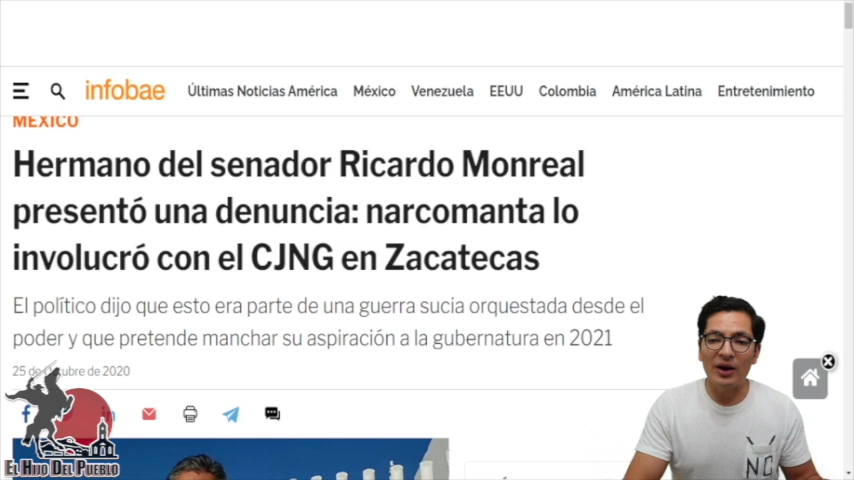 infobae
Últimas Noticias América México Venezuela EEUU Colombia América Latina Entretenimiento
MÉXICO
Hermano del senador Ricardo Monreal
presentó una denuncia: narcomanta lo
involucró con el CJNG en Zacatecas
El político dijo que esto era parte de una guerra sucia orquestada desde el
poder y que pretende manchar su aspiración a la gubernatura en 2021
25 de Octubre de 2020
EL HIJO DEL PUEBLO
NC